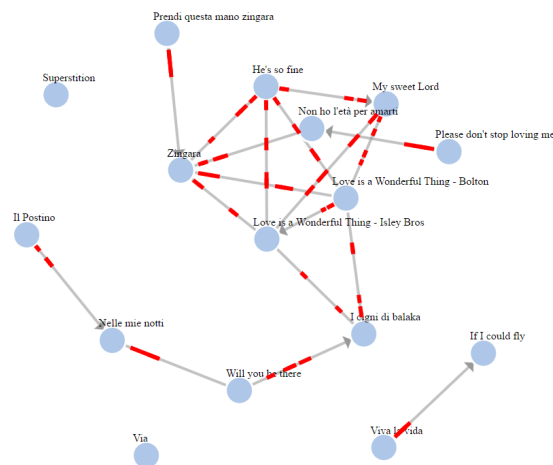 Prendi questa mano zingara
He's so fine
Superstition
My sweet Lord
Non ho l'età per amarti
Please don't stop loving me
Zingara
Love is a Wonderful Thing - Bolton
Il Postino
Love is a Wonderful Thing - Isley Bros
I cigni di balaka
Nelle mie notti
If I could fly
Will you be there
Viva la vida
Via